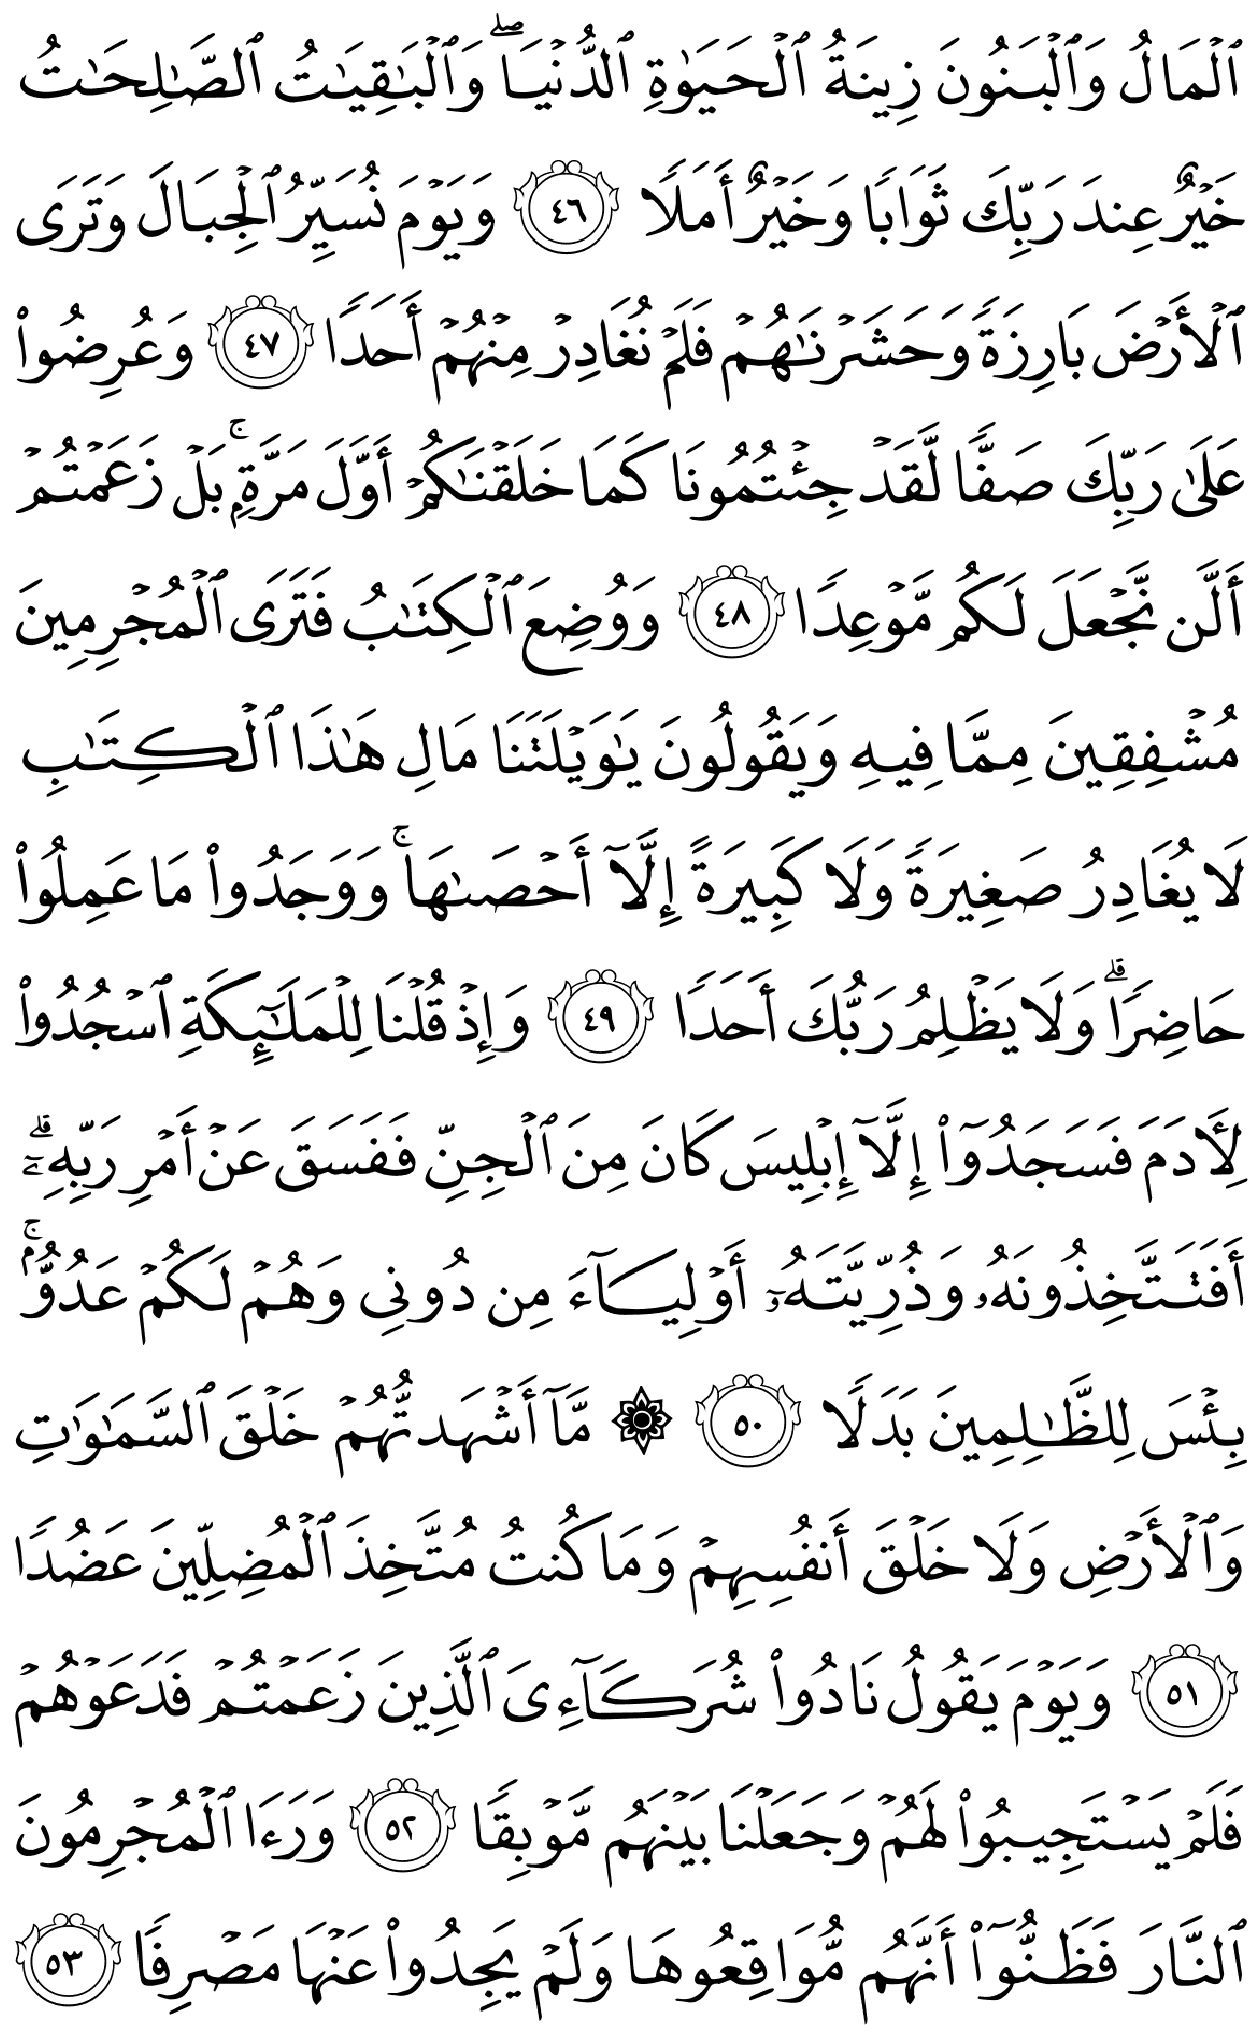 ٱلْمَالُ وَٱلْبَنُونَ زِينَةُ ٱلْحَيَوٰةِ ٱلدُّنْيَا ۖ وَٱلْبَـٰقِيَـٰتُ ٱلصَّـٰلِحَـٰتُ
خَيْرٌ عِندَ رَبِّكَ ثَوَابًا وَخَيْرٌ أَمَلًا ٤٦ وَيَوْمَ نُسَيِّرُ ٱلْجِبَالَ وَتَرَى
ٱلْأَرْضَ بَارِزَةً وَحَشَرْنَـٰهُمْ فَلَمْ نُغَادِرْ مِنْهُمْ أَحَدًا ٤٧ وَعُرِضُوا۟
عَلَىٰ رَبِّكَ صَفًّا لَّقَدْ جِئْتُمُونَا كَمَا خَلَقْنَـٰكُمْ أَوَّلَ مَرَّةٍۭ ۚ بَلْ زَعَمْتُمْ
أَلَّن نَّجْعَلَ لَكُم مَّوْعِدًا ٤٨ وَوُضِعَ ٱلْكِتَـٰبُ فَتَرَى ٱلْمُجْرِمِينَ
مُشْفِقِينَ مِمَّا فِيهِ وَيَقُولُونَ يَـٰوَيْلَتَنَا مَالِ هَـٰذَا ٱلْكِتَـٰبِ
لَا يُغَادِرُ صَغِيرَةً وَلَا كَبِيرَةً إِلَّآ أَحْصَىٰهَا ۚ وَوَجَدُوا۟ مَا عَمِلُوا۟
حَاضِرًا ۗ وَلَا يَظْلِمُ رَبُّكَ أَحَدًا ٤٩ وَإِذْ قُلْنَا لِلْمَلَـٰٓئِكَةِ ٱسْجُدُوا۟
لِـَٔادَمَ فَسَجَدُوٓا۟ إِلَّآ إِبْلِيسَ كَانَ مِنَ ٱلْجِنِّ فَفَسَقَ عَنْ أَمْرِ رَبِّهِۦٓ ۗ
أَفَتَتَّخِذُونَهُۥ وَذُرِّيَّتَهُۥٓ أَوْلِيَآءَ مِن دُونِى وَهُمْ لَكُمْ عَدُوٌّۢ ۚ
بِئْسَ لِلظَّـٰلِمِينَ بَدَلًا ٥٠ ۞ مَّآ أَشْهَدتُّهُمْ خَلْقَ ٱلسَّمَـٰوَٰتِ
وَٱلْأَرْضِ وَلَا خَلْقَ أَنفُسِهِمْ وَمَا كُنتُ مُتَّخِذَ ٱلْمُضِلِّينَ عَضُدًا
٥١ وَيَوْمَ يَقُولُ نَادُوا۟ شُرَكَآءِىَ ٱلَّذِينَ زَعَمْتُمْ فَدَعَوْهُمْ
فَلَمْ يَسْتَجِيبُوا۟ لَهُمْ وَجَعَلْنَا بَيْنَهُم مَّوْبِقًا ٥٢ وَرَءَا ٱلْمُجْرِمُونَ
ٱلنَّارَ فَظَنُّوٓا۟ أَنَّهُم مُّوَاقِعُوهَا وَلَمْ يَجِدُوا۟ عَنْهَا مَصْرِفًا ٥٣